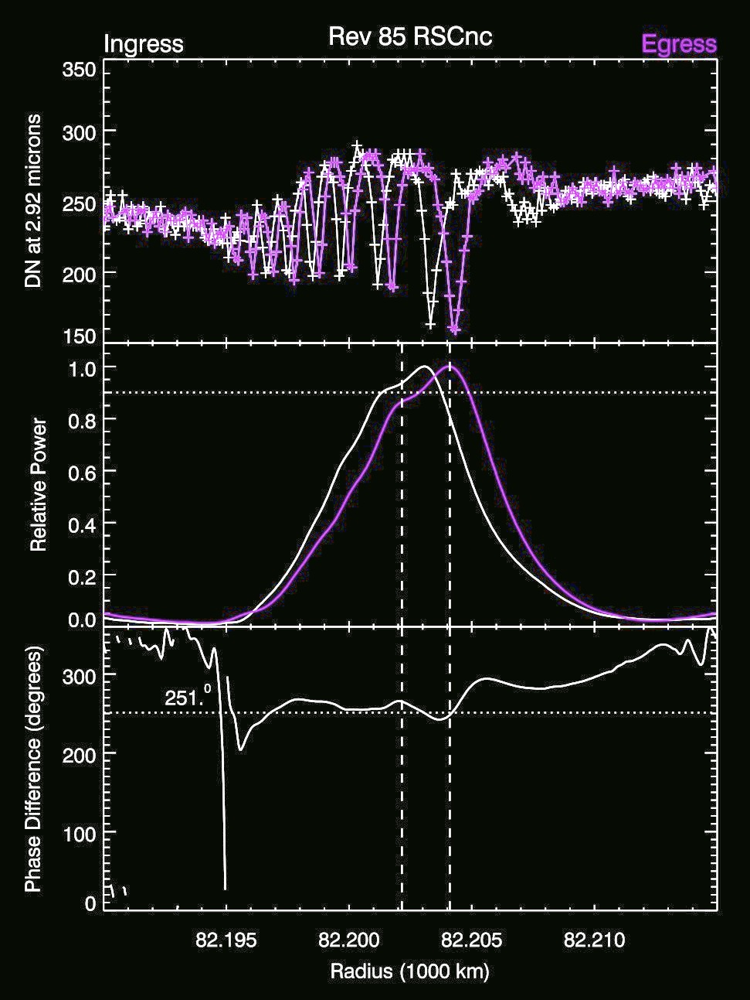 Rev 85 RSCnc
Ingress
Egress
DN at 2.92 microns
350
300
250
200
150
Relative Power
1.0
0.8
0.6
0.4
0.2
0.0
Phase Difference (degrees)
300
200
100
0
251.°
82.195 82.200 82.205 82.210
Radius (1000 km)